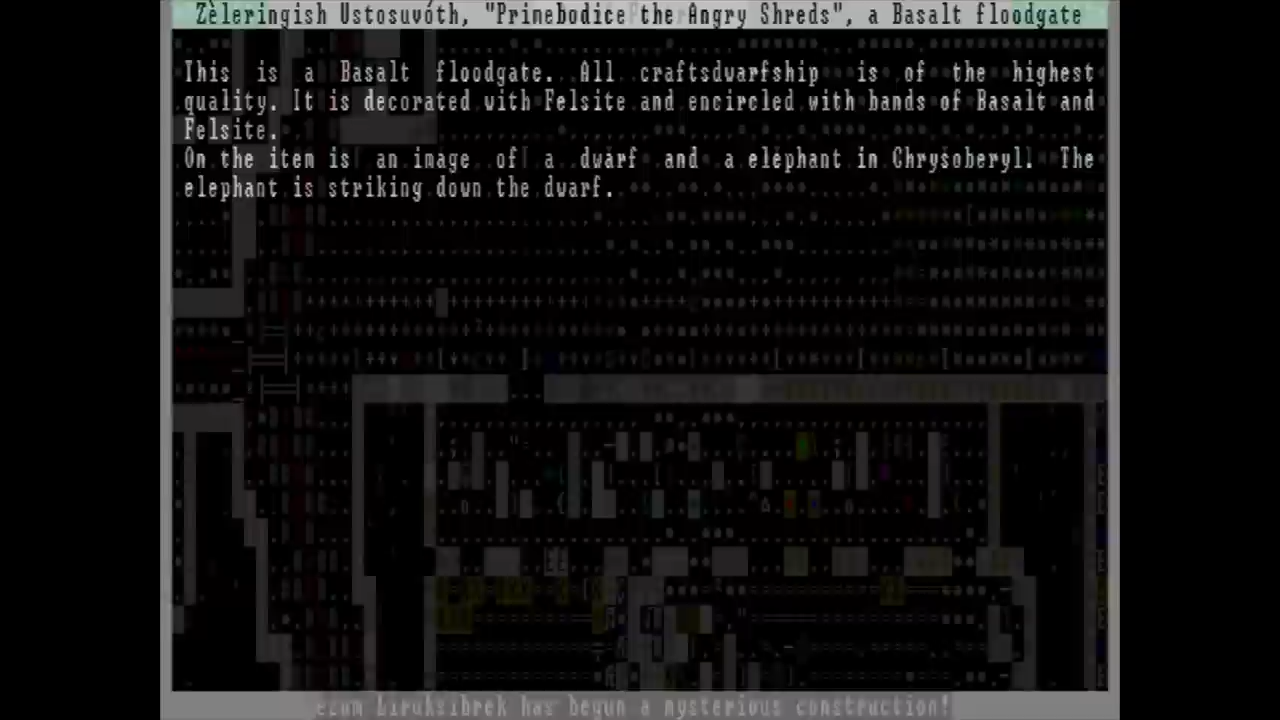 Zèleringish Ustosuvóth, "Prinebodice the Angry Shreds", a Basalt floodgate
This is a Basalt floodgate. All craftsdwarfship is of the highest
quality. It is decorated with Felsite and encircled with bands of Basalt and
Felsite.
On the item is an image of a dwarf and a elephant in Chrysoberyl. The
elephant is striking down the dwarf.
has begun a mysterious construction!